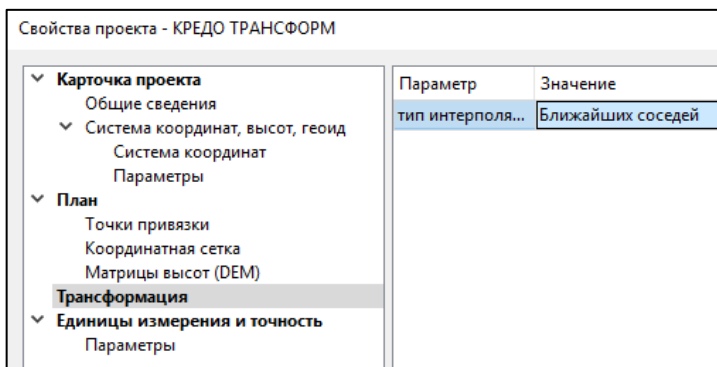 Свойства проекта - КРЕДО ТРАНСФОРМ
Карточка проекта
Общие сведения
Система координат, высот, геоид
Система координат
Параметры
План
Точки привязки
Координатная сетка
Матрицы высот (DEM)
Трансформация
Единицы измерения и точность
Параметры
Параметр Значение
тип интерполя... Ближайших соседей